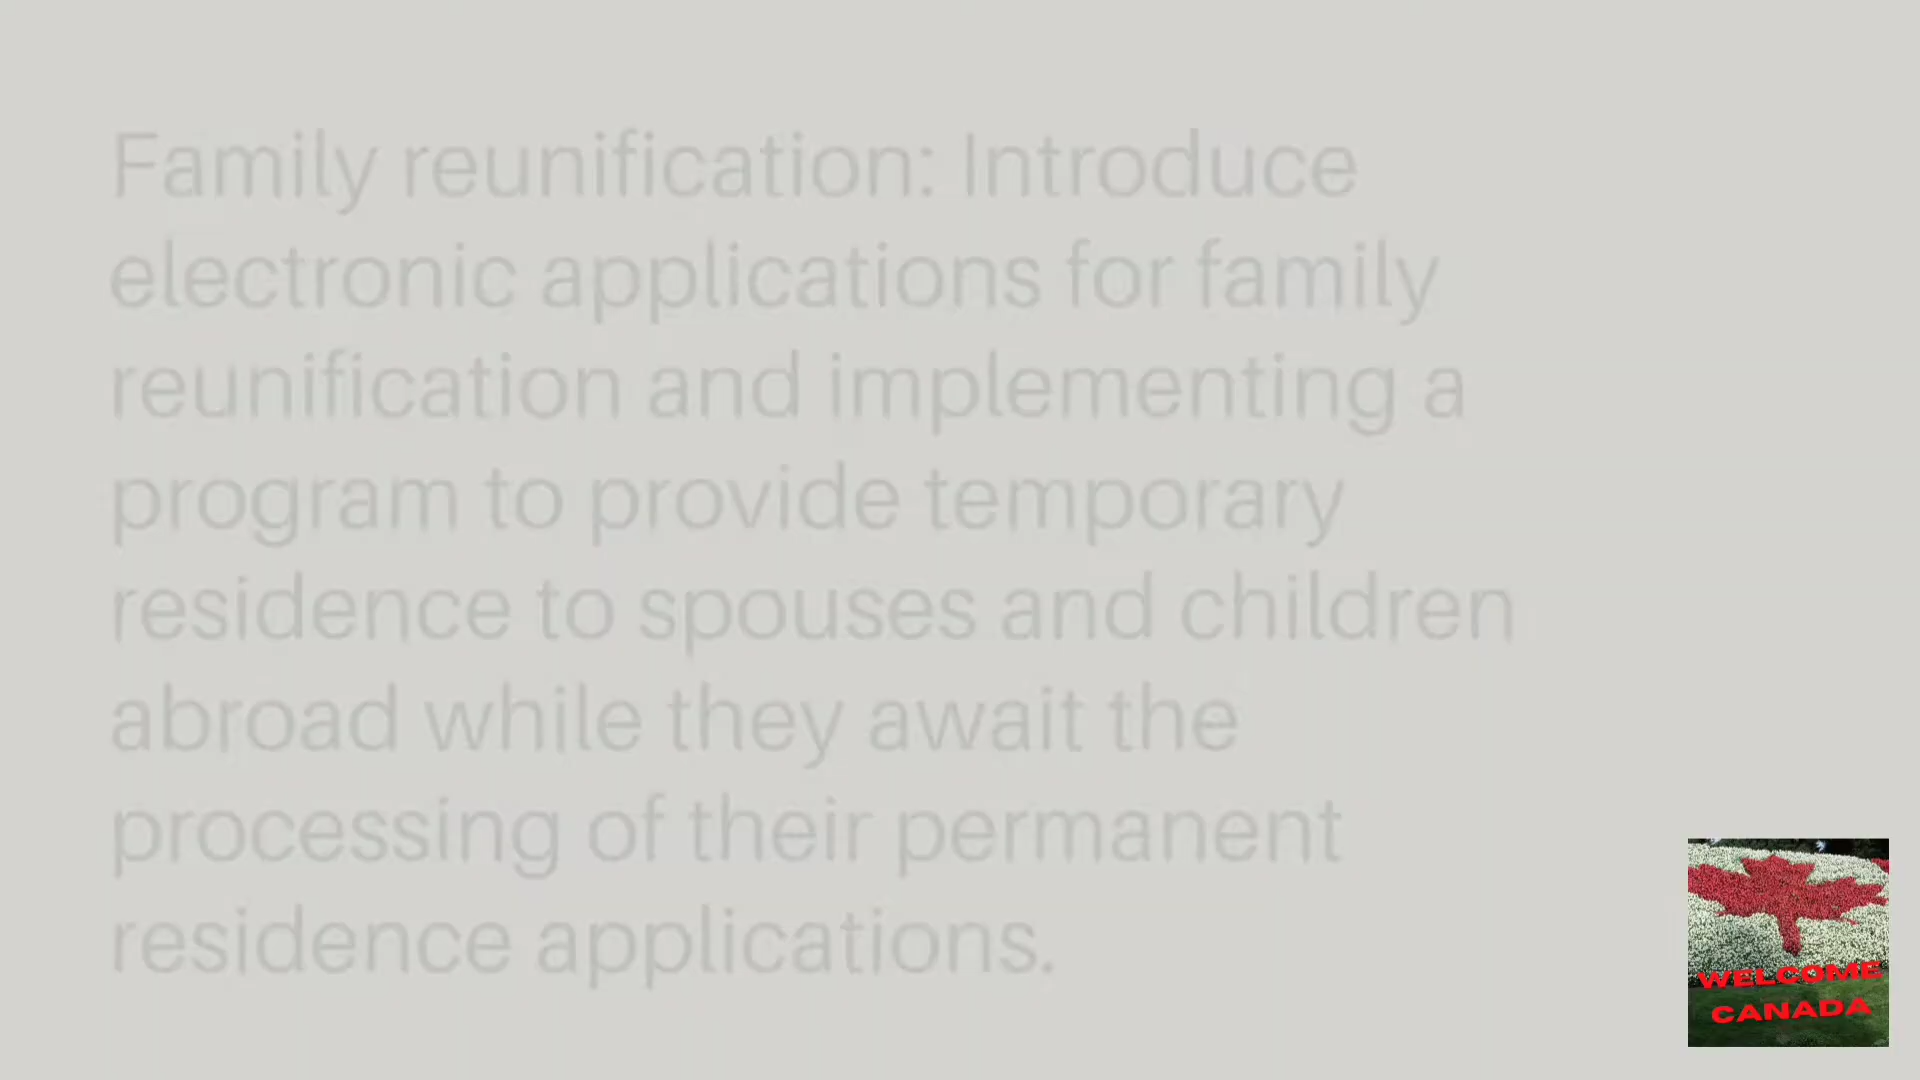 Family reunification: Introduce
electronic applications for family
reunification and implementing a
program to provide temporary
residence to spouses and children
abroad while they await the
processing of their permanent
residence applications.
WELCOME
CANADA